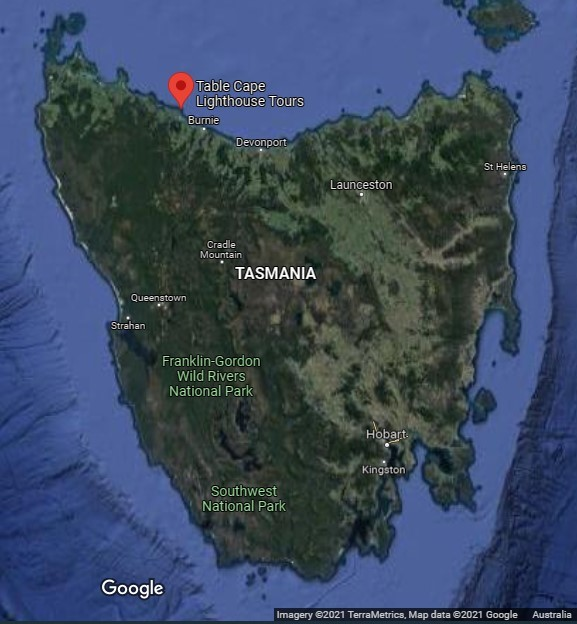 Table Cape
Lighthouse Tours
Burnie
Devonport
St Helens
Launceston
Cradle
Mountain
TASMANIA
Queenstown
Strahan
Franklin-Gordon
Wild Rivers
National Park
Hobart
Kingston
Southwest
National Park
Google
Imagery ©2021 TerraMetrics, Map data ©2021 Google Australia